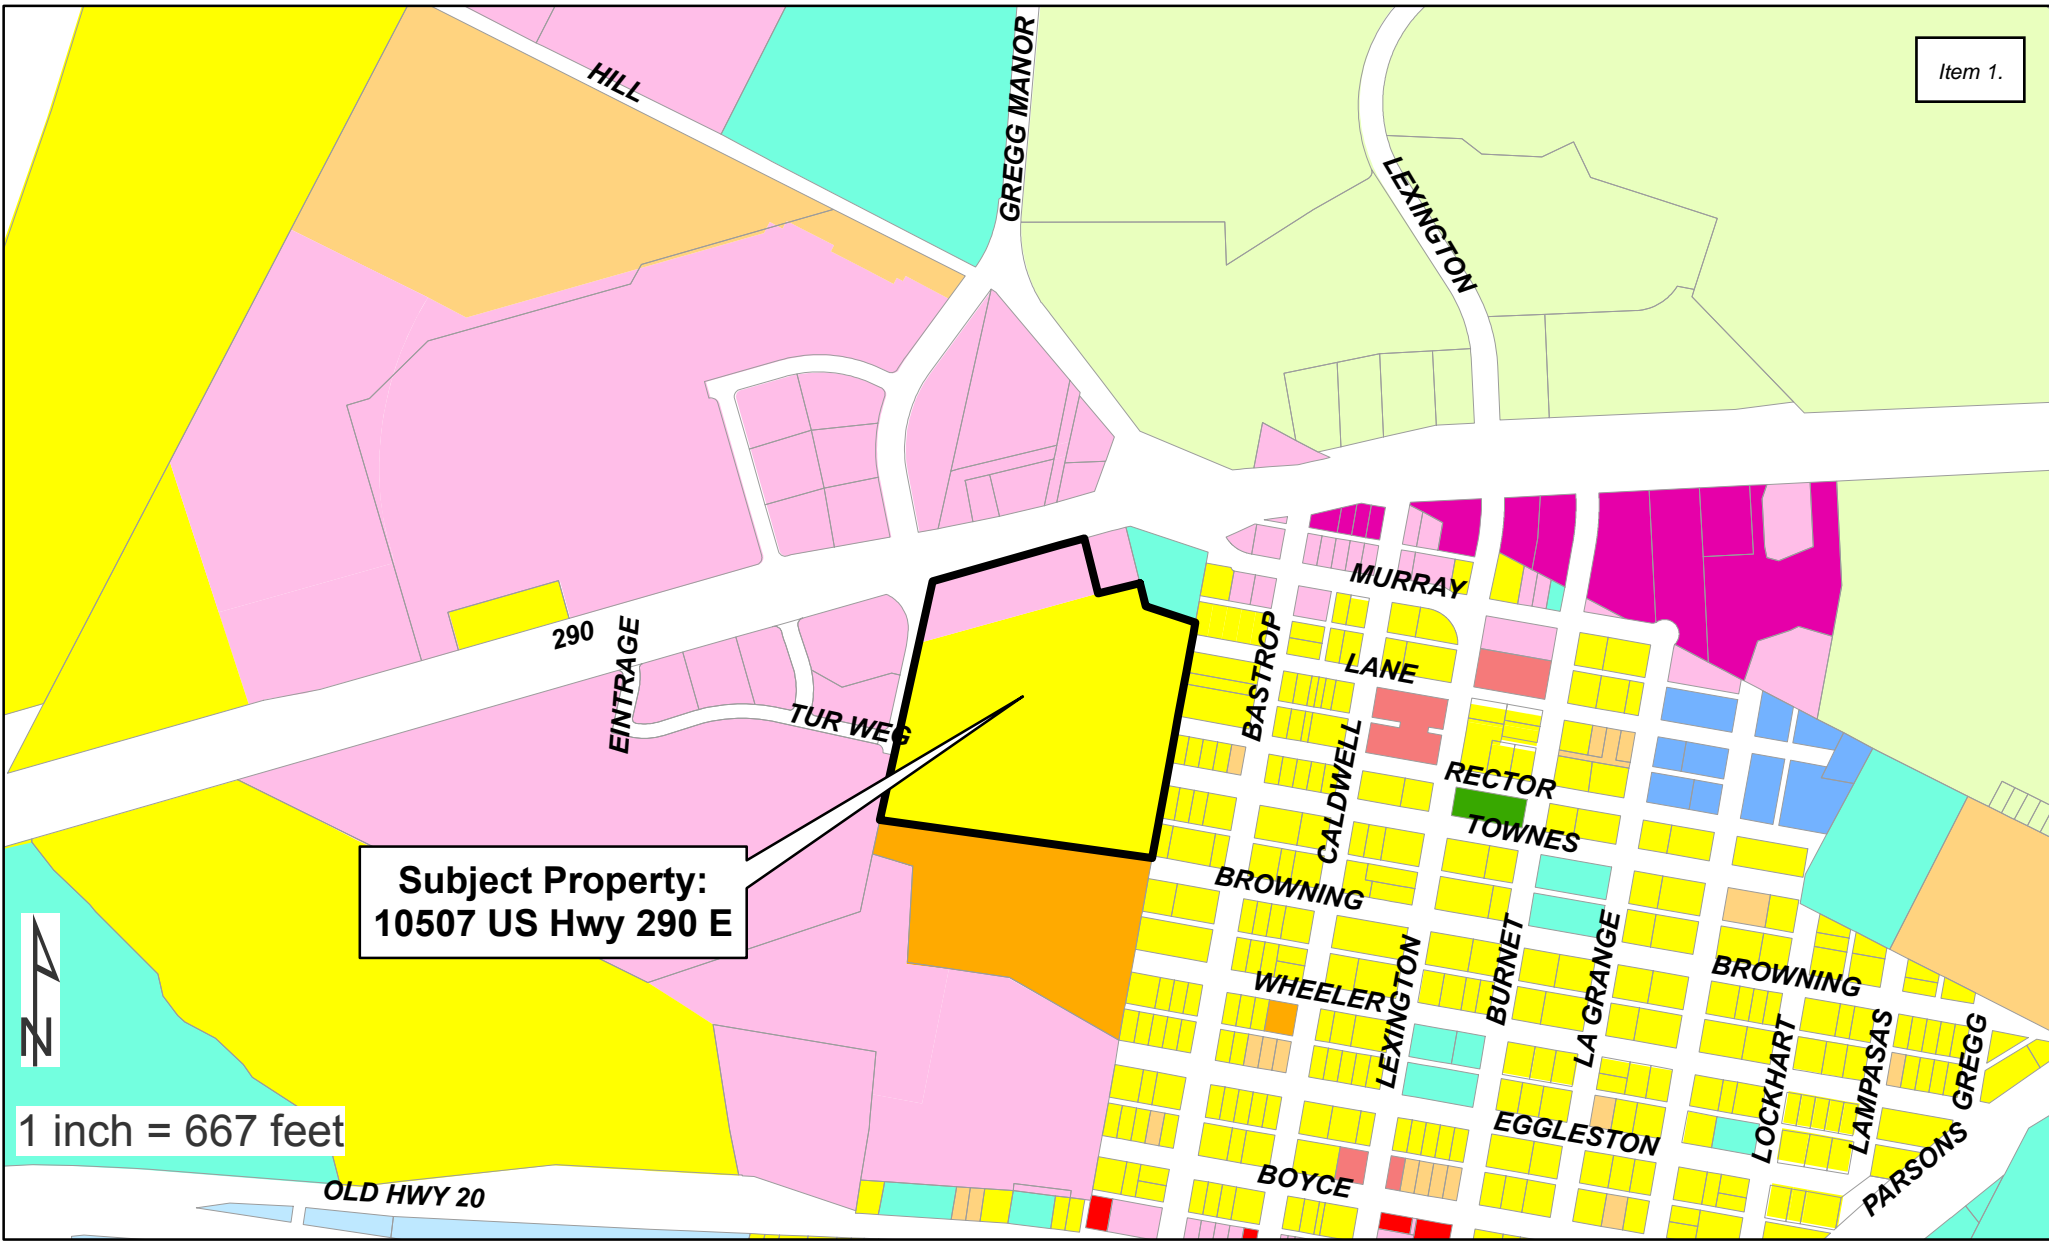 Item 1.
HILL
GREGG MANOR
LEXINGTON
MURRAY
290
EINTRAGE
TUR WEG
BASTROP
LANE
CALDWELL
RECTOR
TOWNES
Subject Property:
10507 US Hwy 290 E
BROWNING
LEXINGTON
BURNET
LA GRANGE
BROWNING
WHEELER
LOCKHART
LAMPASAS
GREGG
N
1 inch = 667 feet
EGGLESTON
PARSONS
BOYCE
OLD HWY 20